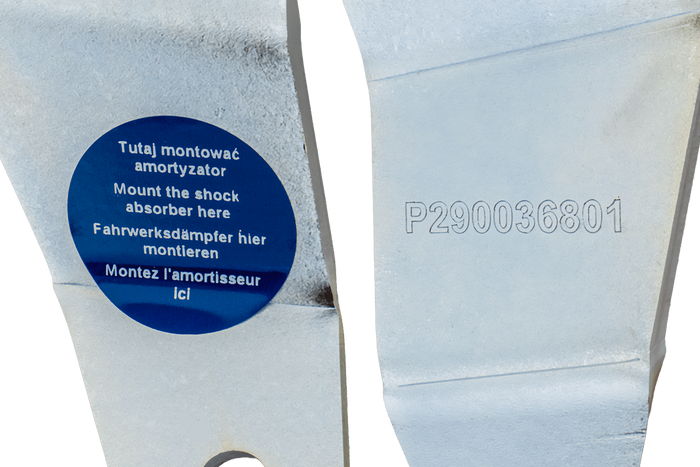 Tutaj montować
amortyzator
Mount the shock
absorber here
Fahrwerksdämpfer hier
montieren
Montez l'amortisseur
ici
P290036801